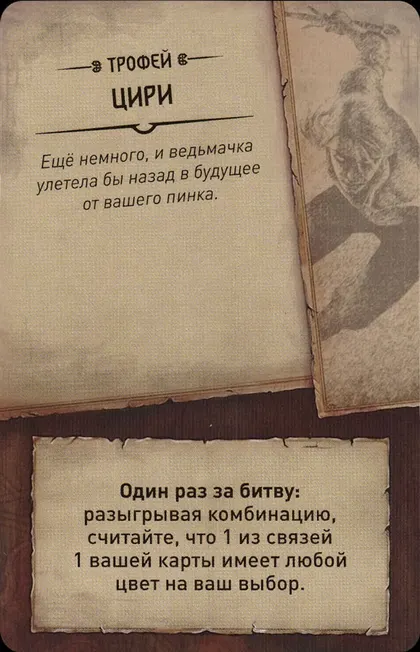 ТРОФЕЙ
ЦИРИ
Ещё немного, и ведьмачка
улетела бы назад в будущее
от вашего пинка.
Один раз за битву:
разыгрывая комбинацию,
считайте, что 1 из связей
1 вашей карты имеет любой
цвет на ваш выбор.